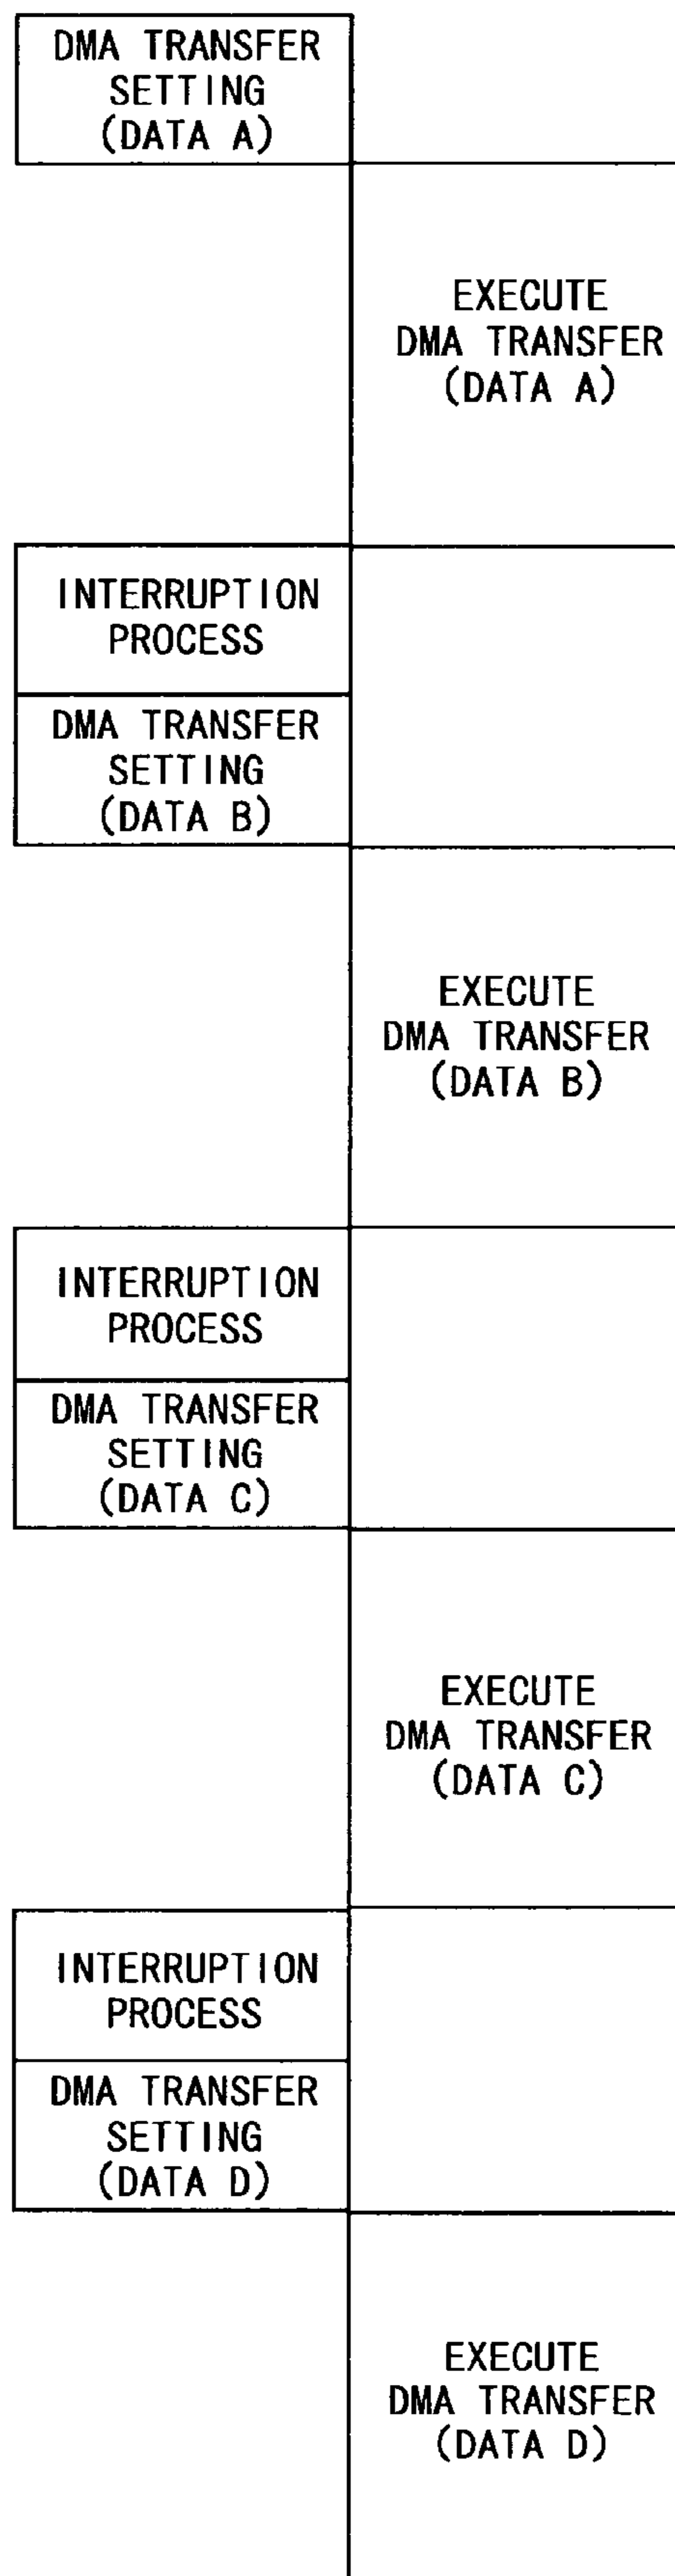 DMA TRANSFER
SETTING
(DATA A)
EXECUTE
DMA TRANSFER
(DATA A)
INTERRUPTION
PROCESS
DMA TRANSFER
SETTING
(DATA B)
EXECUTE
DMA TRANSFER
(DATA B)
INTERRUPTION
PROCESS
DMA TRANSFER
SETTING
(DATA C)
EXECUTE
DMA TRANSFER
(DATA C)
INTERRUPTION
PROCESS
DMA TRANSFER
SETTING
(DATA D)
EXECUTE
DMA TRANSFER
(DATA D)